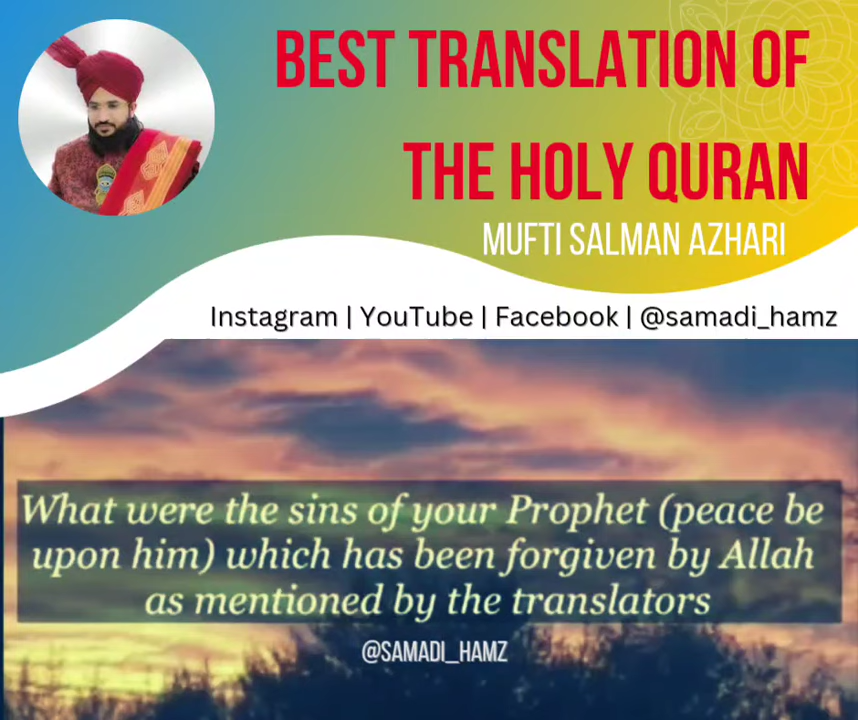 BEST TRANSLATION OF
THE HOLY QURAN
MUFTI SALMAN AZHARI
Instagram | YouTube | Facebook | @samadi_hamz
What were the sins of your Prophet (peace be
upon him) which has been forgiven by Allah
as mentioned by the translators
@SAMADI_HAMZ